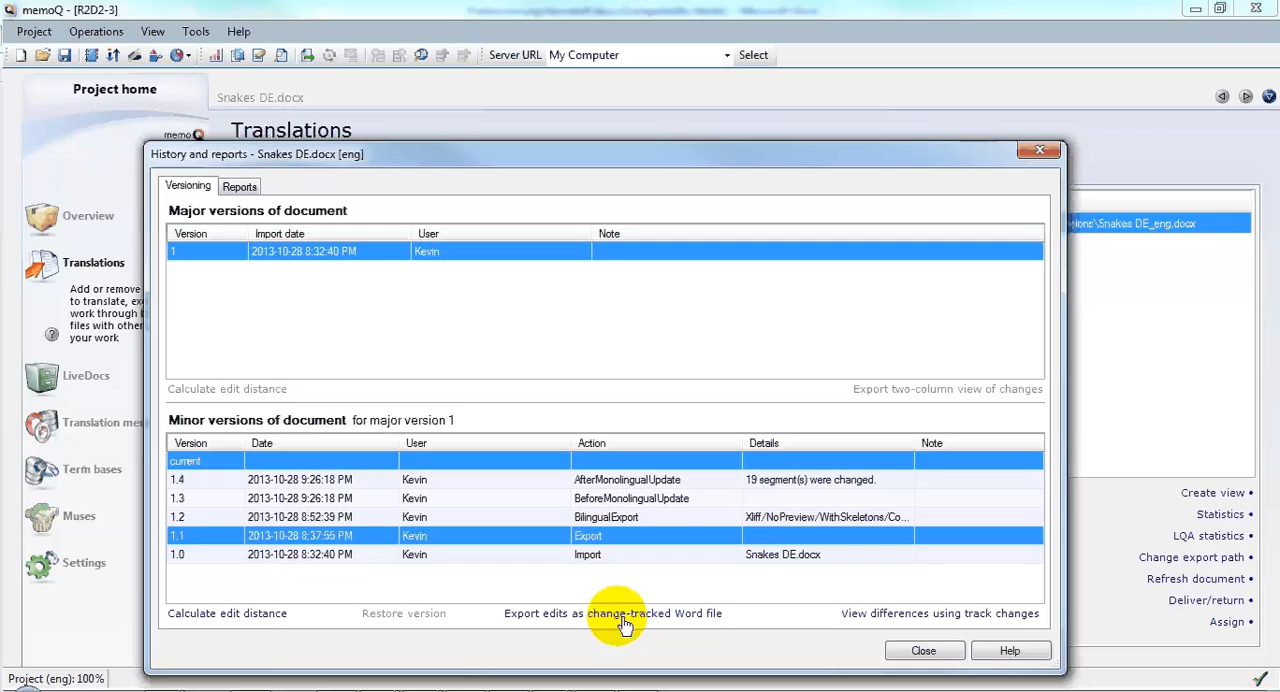 memoQ - [R2D2-3]
Project Operations View Tools Help
Server URL My Computer Select
Project home
Snakes DE.docx
memoQ
Translations
History and reports - Snakes DE.docx [eng]
Versioning Reports
Major versions of document
Version Import date User Note
1 2013-10-28 8:32:40 PM Kevin
Calculate edit distance Export two-column view of changes
Minor versions of document for major version 1
Version Date User Action Details Note
current
1.4 2013-10-28 9:26:18 PM Kevin AfterMonolingualUpdate 19 segment(s) were changed.
1.3 2013-10-28 9:26:18 PM Kevin BeforeMonolingualUpdate
1.2 2013-10-28 8:52:39 PM Kevin BilingualExport Xliff/NoPreview/WithSkeletons/Co...
1.1 2013-10-28 8:37:55 PM Kevin Export
1.0 2013-10-28 8:32:40 PM Kevin Import Snakes DE.docx
Calculate edit distance Restore version Export edits as change-tracked Word file View differences using track changes
Close Help
Overview
Translations
Add or remove
to translate, ex
work through b
files with other
your work
LiveDocs
Translation mem
Term bases
Muses
Settings
elons\Snakes DE_eng.docx
Create view
Statistics
LQA statistics
Change export path
Refresh document
Deliver/return
Assign
Project (eng): 100%